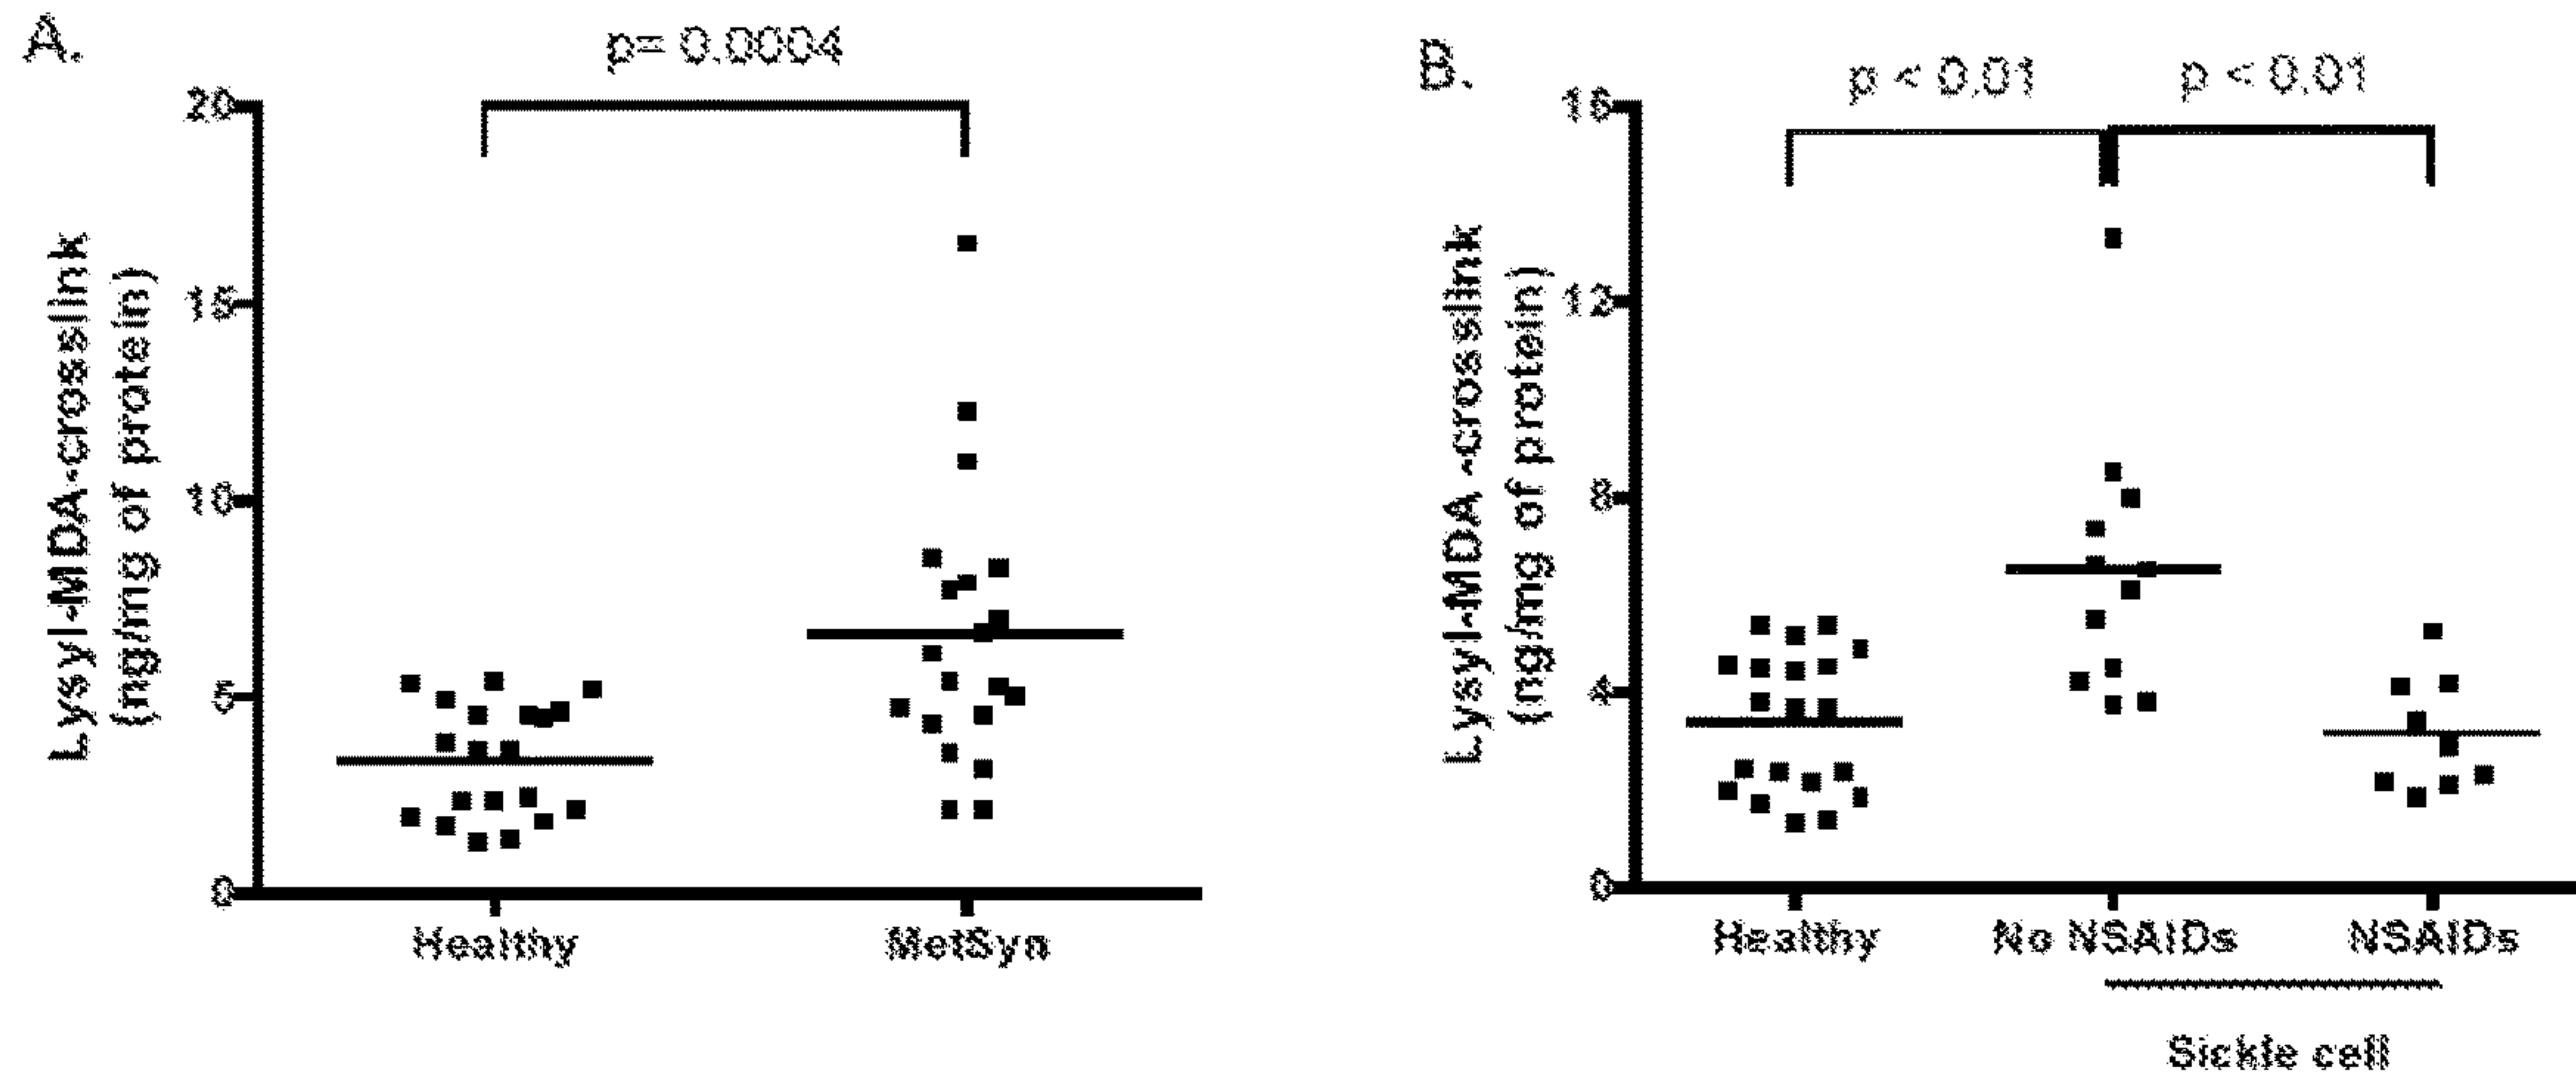 A.
p= 0.0004
20
15
10
5
0
Lysyl-MDA-crosslink
(ng/mg of protein)
Healthy MetSyn
B.
p < 0.01 p < 0.01
16
12
8
4
0
Lysyl-MDA -crosslink
(ng/mg of protein)
Healthy No NSAIDs NSAIDs
Sickle cell